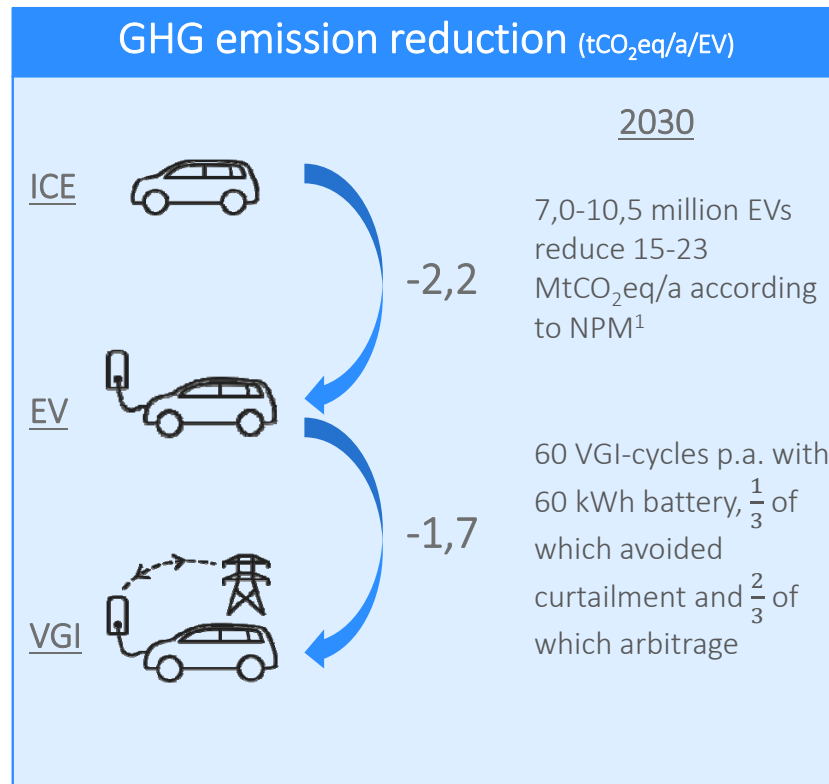 GHG emission reduction (tCO₂eq/a/EV)
2030
ICE
7,0-10,5 million EVs
reduce 15-23
MtCO₂eq/a according
to NPM¹
-2,2
EV
60 VGI-cycles p.a. with
60 kWh battery, 1/3 of
which avoided
curtailment and 2/3 of
which arbitrage
-1,7
VGI